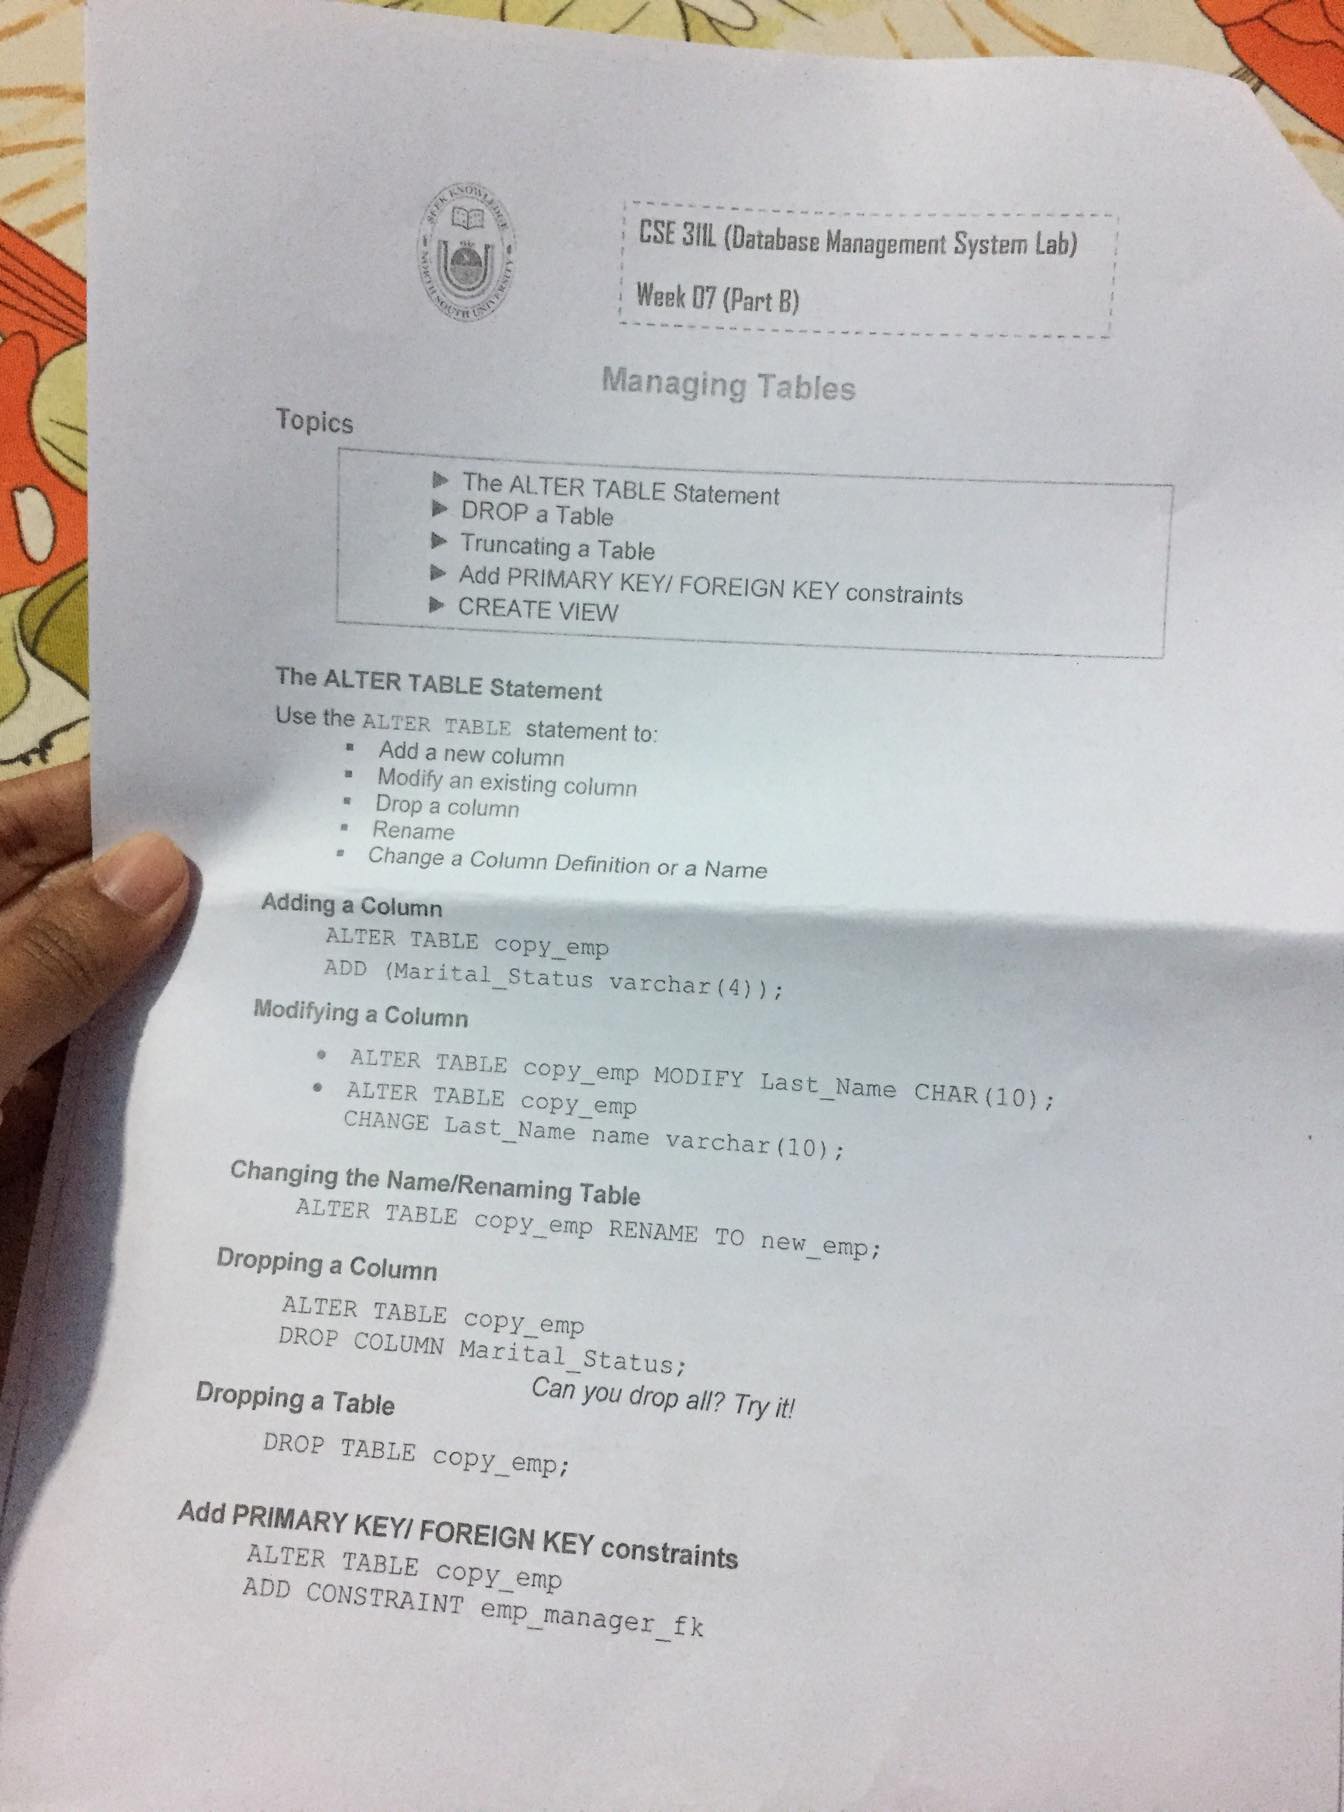 SEEK KNOWLEDGE
NORTH SOUTH UNIVERSITY
CSE 311L (Database Management System Lab)
Week 07 (Part B)
Managing Tables
Topics
► The ALTER TABLE Statement
► DROP a Table
► Truncating a Table
► Add PRIMARY KEY/ FOREIGN KEY constraints
► CREATE VIEW
The ALTER TABLE Statement
Use the ALTER TABLE statement to:
▪ Add a new column
▪ Modify an existing column
▪ Drop a column
▪ Rename
▪ Change a Column Definition or a Name
Adding a Column
ALTER TABLE copy_emp
ADD (Marital_Status varchar(4));
Modifying a Column
• ALTER TABLE copy_emp MODIFY Last_Name CHAR(10);
• ALTER TABLE copy_emp
CHANGE Last_Name name varchar(10);
Changing the Name/Renaming Table
ALTER TABLE copy_emp RENAME TO new_emp;
Dropping a Column
ALTER TABLE copy_emp
DROP COLUMN Marital_Status;
Can you drop all? Try it!
Dropping a Table
DROP TABLE copy_emp;
Add PRIMARY KEY/ FOREIGN KEY constraints
ALTER TABLE copy_emp
ADD CONSTRAINT emp_manager_fk